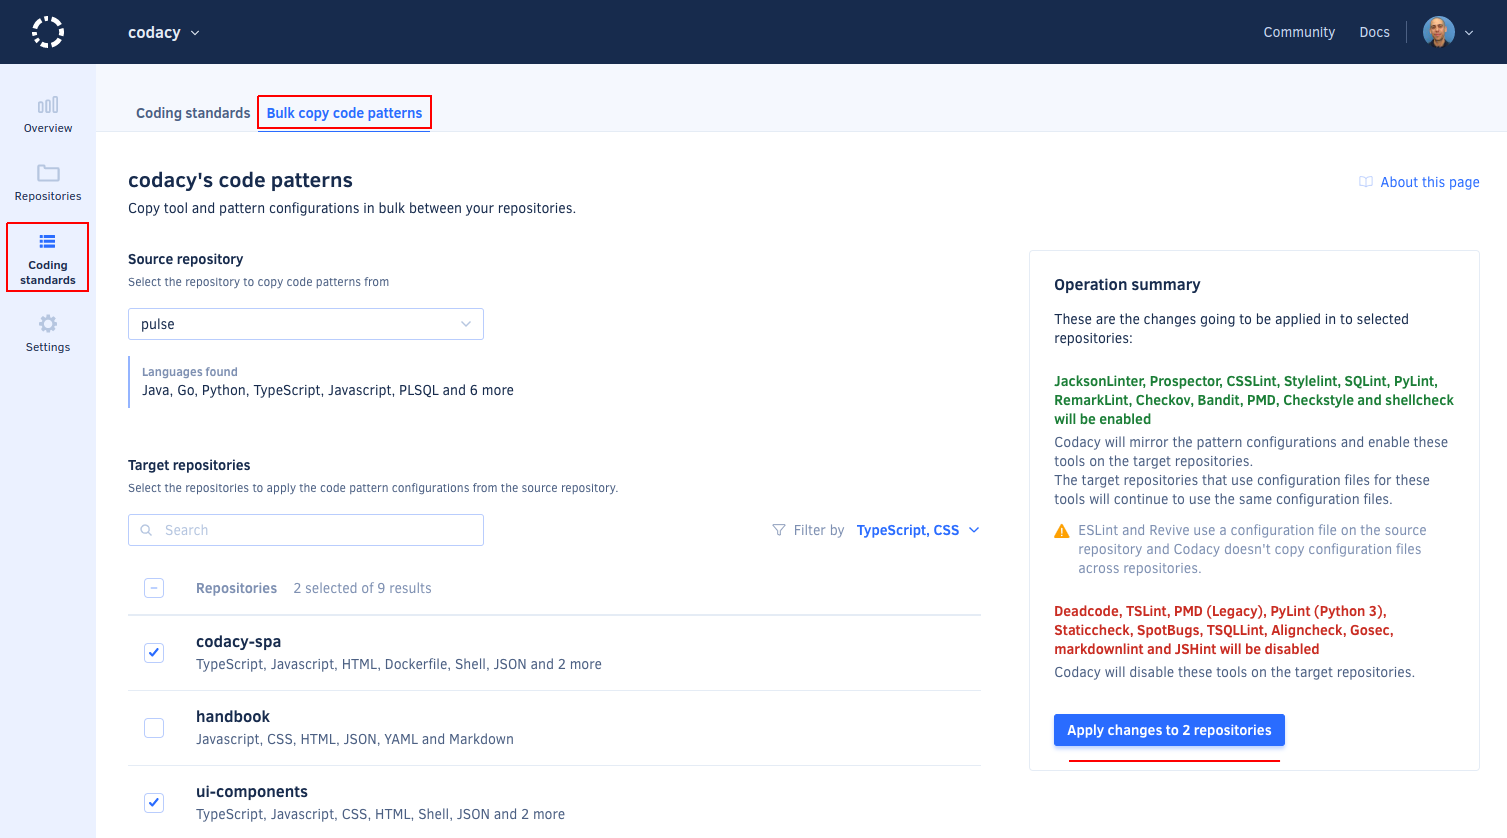 codacy
Community
Docs
Overview
Repositories
Coding
standards
Settings
Coding standards
Bulk copy code patterns
codacy's code patterns
Copy tool and pattern configurations in bulk between your repositories.
About this page
Source repository
Select the repository to copy code patterns from
pulse
Languages found
Java, Go, Python, TypeScript, Javascript, PLSQL and 6 more
Target repositories
Select the repositories to apply the code pattern configurations from the source repository.
Search
Filter by TypeScript, CSS
Repositories 2 selected of 9 results
codacy-spa
TypeScript, Javascript, HTML, Dockerfile, Shell, JSON and 2 more
handbook
Javascript, CSS, HTML, JSON, YAML and Markdown
ui-components
TypeScript, Javascript, CSS, HTML, Shell, JSON and 2 more
Operation summary
These are the changes going to be applied in to selected
repositories:
JacksonLinter, Prospector, CSSLint, Stylelint, SQLint, PyLint,
RemarkLint, Checkov, Bandit, PMD, Checkstyle and shellcheck
will be enabled
Codacy will mirror the pattern configurations and enable these
tools on the target repositories.
The target repositories that use configuration files for these
tools will continue to use the same configuration files.
ESLint and Revive use a configuration file on the source
repository and Codacy doesn't copy configuration files
across repositories.
Deadcode, TSLint, PMD (Legacy), PyLint (Python 3),
Staticcheck, SpotBugs, TSQLLint, Aligncheck, Gosec,
markdownlint and JSHint will be disabled
Codacy will disable these tools on the target repositories.
Apply changes to 2 repositories